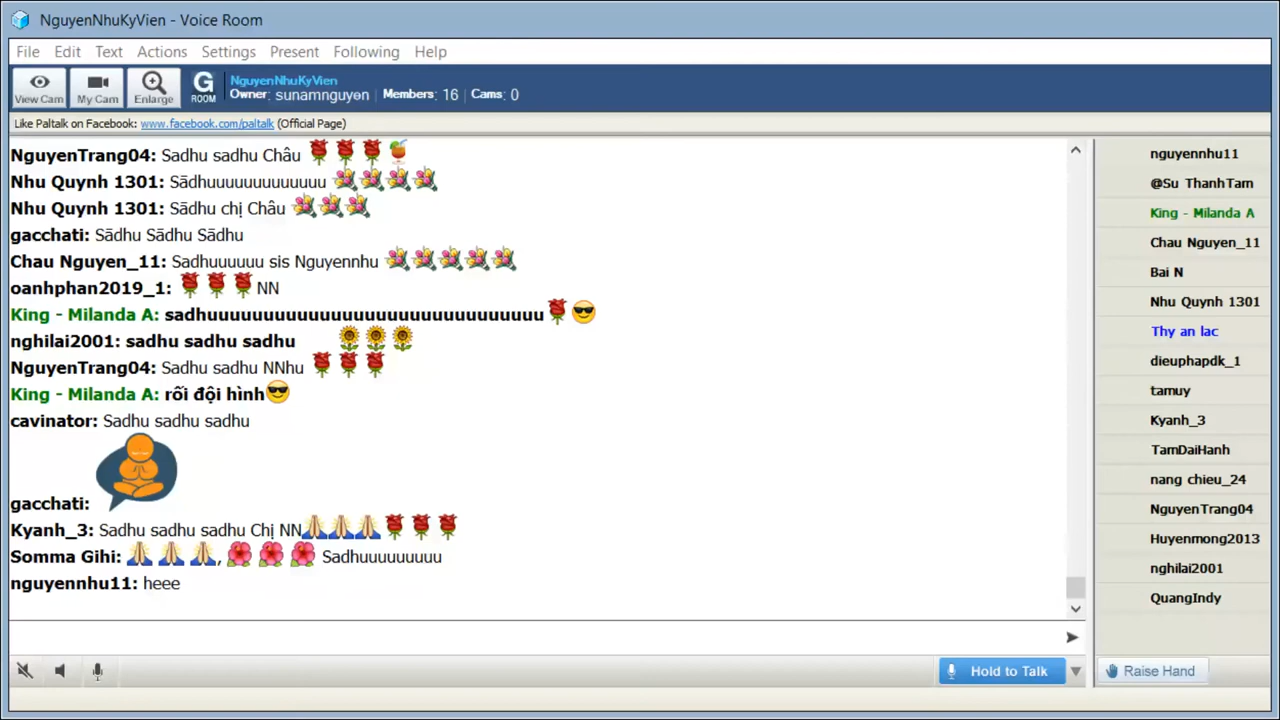 NguyenNhuKyVien - Voice Room
File Edit Text Actions Settings Present Following Help
View Cam My Cam Enlarge G ROOM NguyenNhuKyVien
Owner: sunamnguyen Members: 16 Cams: 0
Like Paltalk on Facebook: www.facebook.com/paltalk (Official Page)
NguyenTrang04: Sadhu sadhu Châu
Nhu Quynh 1301: Sādhuuuuuuuuuuuuu
Nhu Quynh 1301: Sādhu chị Châu
gacchati: Sādhu Sādhu Sādhu
Chau Nguyen_11: Sadhuuuuuu sis Nguyennhu
oanhphan2019_1: NN
King - Milanda A: sadhuuuuuuuuuuuuuuuuuuuuuuuuuuuuuu
nghilai2001: sadhu sadhu sadhu
NguyenTrang04: Sadhu sadhu NNhu
King - Milanda A: rối đội hình
cavinator: Sadhu sadhu sadhu
gacchati:
Kyanh_3: Sadhu sadhu sadhu Chị NN
Somma Gihi: , Sadhuuuuuuuuu
nguyennhu11: heee
Hold to Talk
nguyennhu11
@Su ThanhTam
King - Milanda A
Chau Nguyen_11
Bai N
Nhu Quynh 1301
Thy an lac
dieuphapdk_1
tamuy
Kyanh_3
TamDaiHanh
nang chieu_24
NguyenTrang04
Huyenmong2013
nghilai2001
QuangIndy
Raise Hand